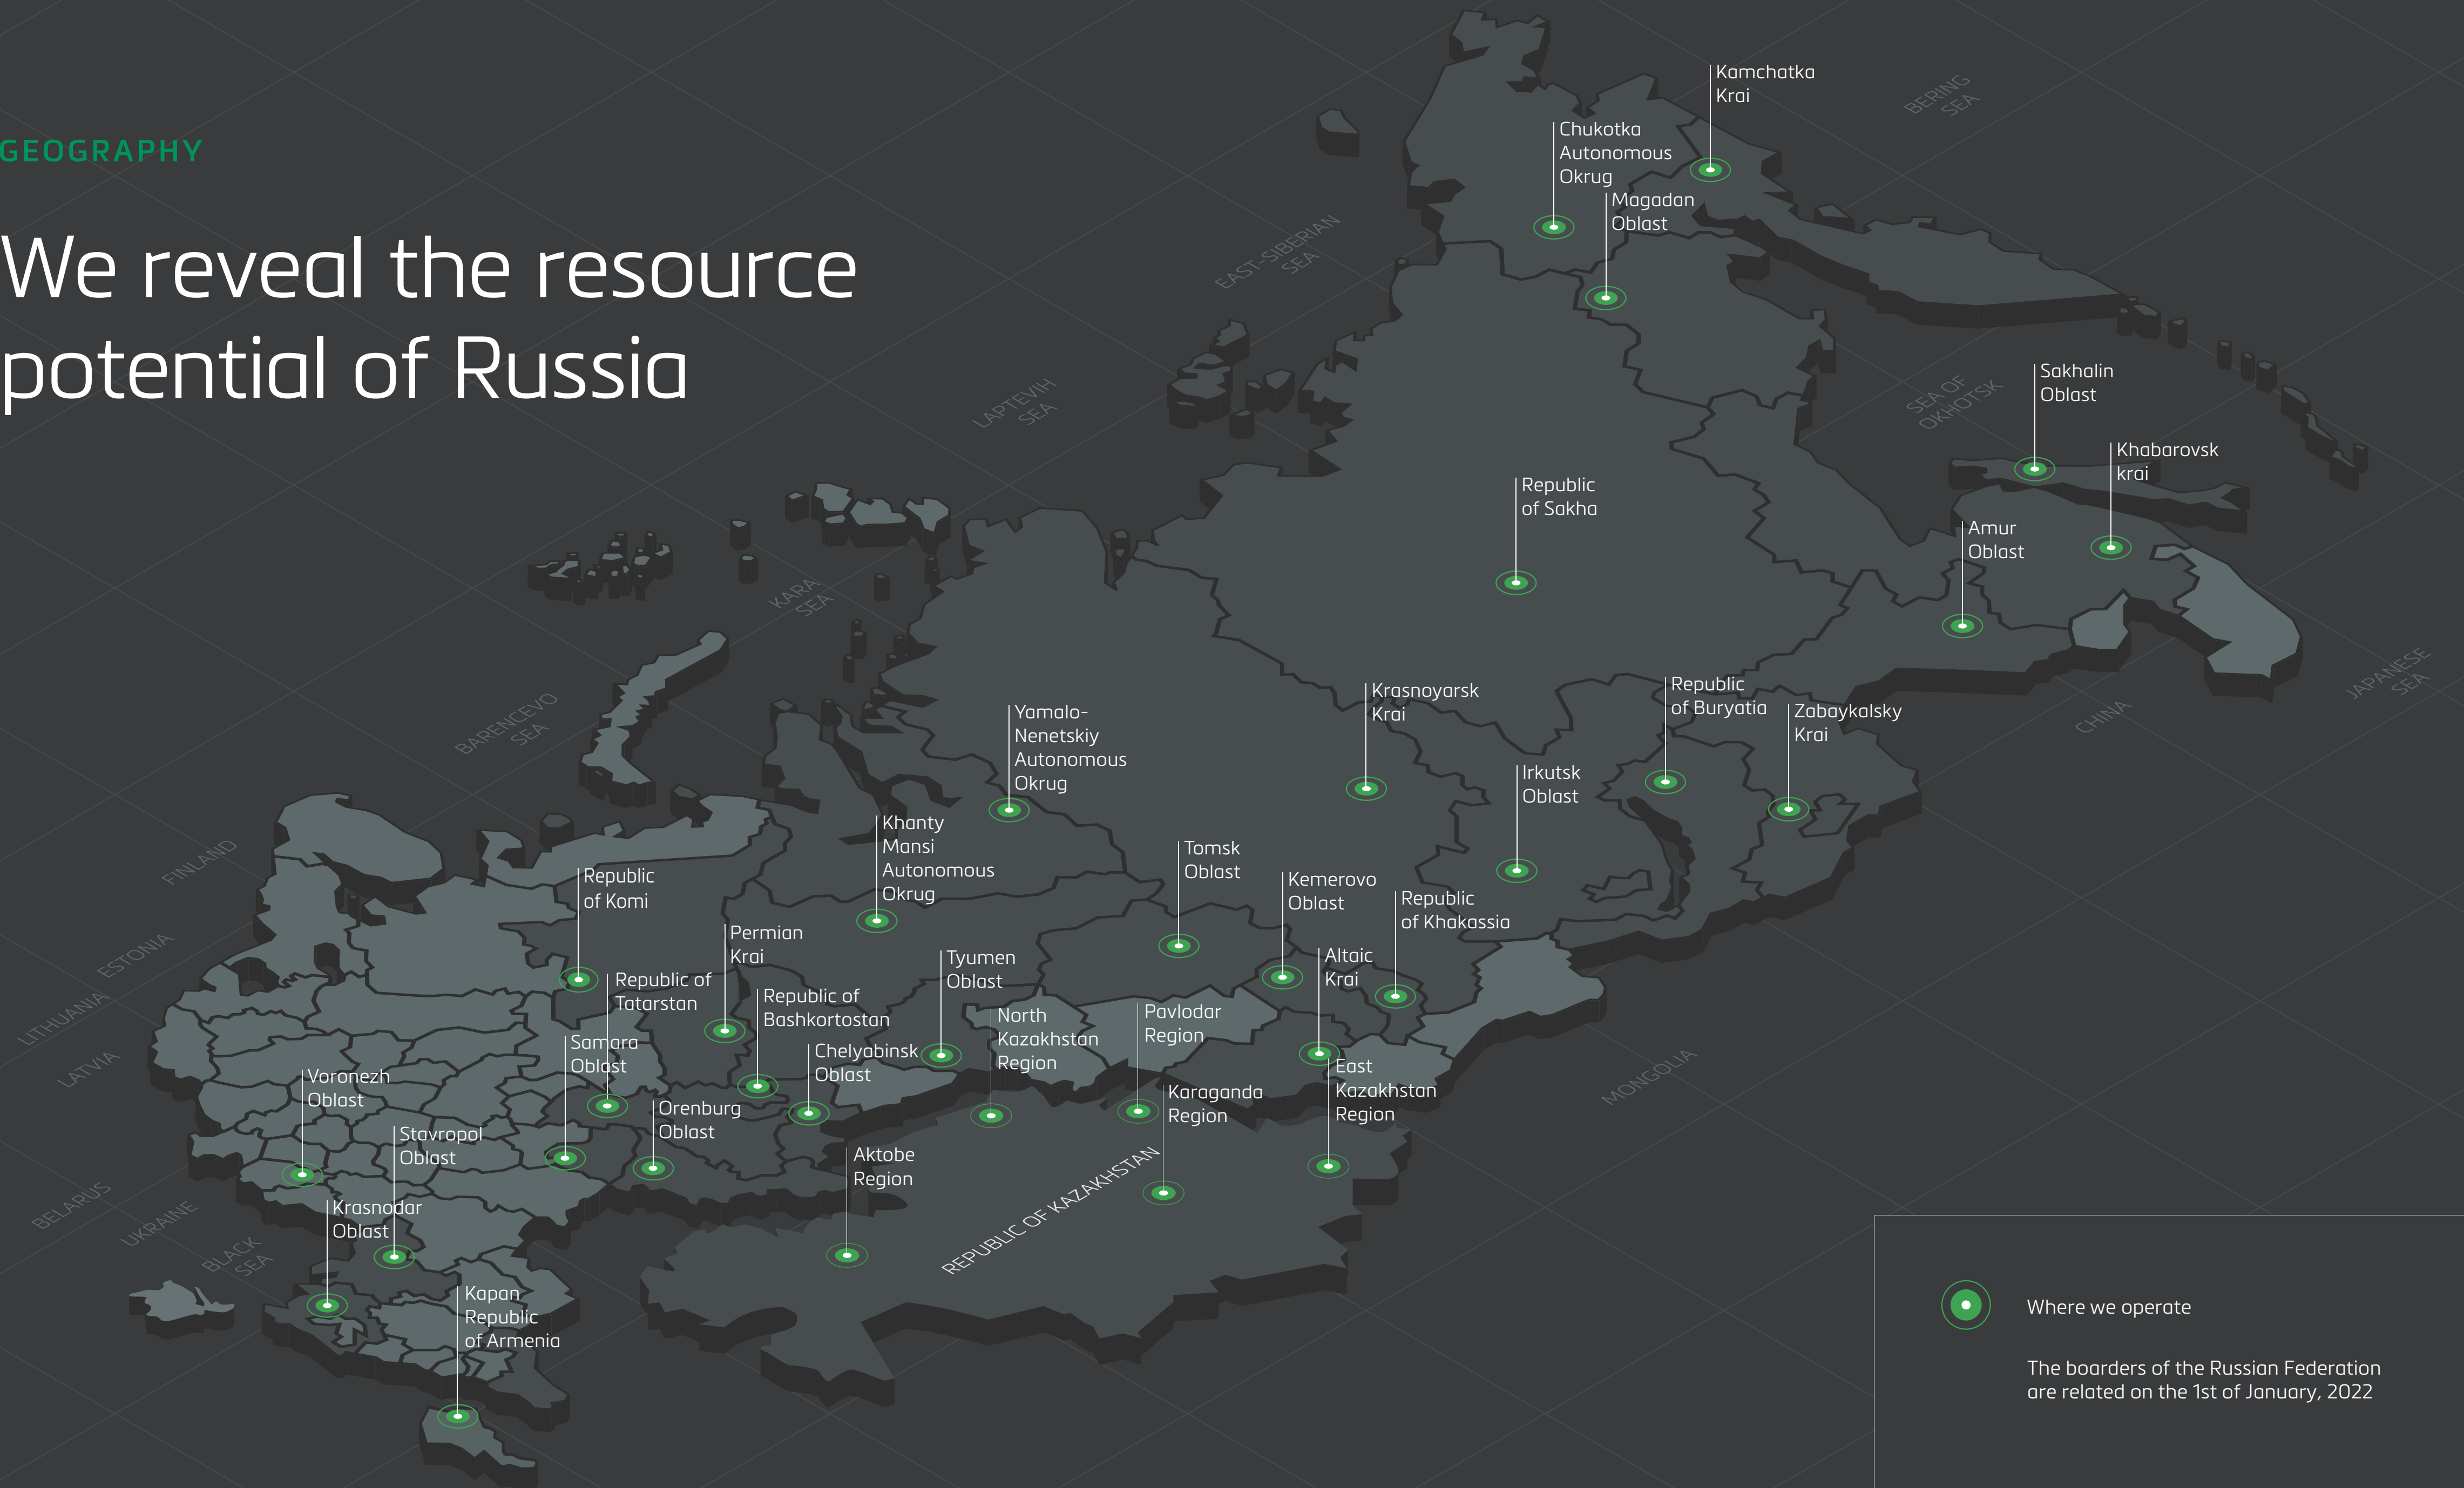 GEOGRAPHY
We reveal the resource
potential of Russia
Kamchatka
Krai
BERING
SEA
Chukotka
Autonomous
Okrug
Magadan
Oblast
EAST-SIBERIAN
SEA
LAPTEVIH
SEA
SEA OF
OKHOTSK
Sakhalin
Oblast
Khabarovsk
krai
Republic
of Sakha
Amur
Oblast
KARA
SEA
JAPANESE
SEA
CHINA
BARENCEVO
SEA
Yamalo-
Nenetskiy
Autonomous
Okrug
Krasnoyarsk
Krai
Republic
of Buryatia
Zabaykalsky
Krai
Irkutsk
Oblast
Khanty
Mansi
Autonomous
Okrug
Tomsk
Oblast
Kemerovo
Oblast
Republic
of Khakassia
FINLAND
Republic
of Komi
Permian
Krai
Tyumen
Oblast
Altaic
Krai
ESTONIA
Republic of
Tatarstan
Republic of
Bashkortostan
North
Kazakhstan
Region
Pavlodar
Region
LITHUANIA
LATVIA
Samara
Oblast
Chelyabinsk
Oblast
East
Kazakhstan
Region
MONGOLIA
Voronezh
Oblast
Orenburg
Oblast
Karaganda
Region
Stavropol
Oblast
Aktobe
Region
REPUBLIC OF KAZAKHSTAN
BELARUS
UKRAINE
BLACK
SEA
Krasnodar
Oblast
Kapan
Republic
of Armenia
Where we operate
The boarders of the Russian Federation
are related on the 1st of January, 2022